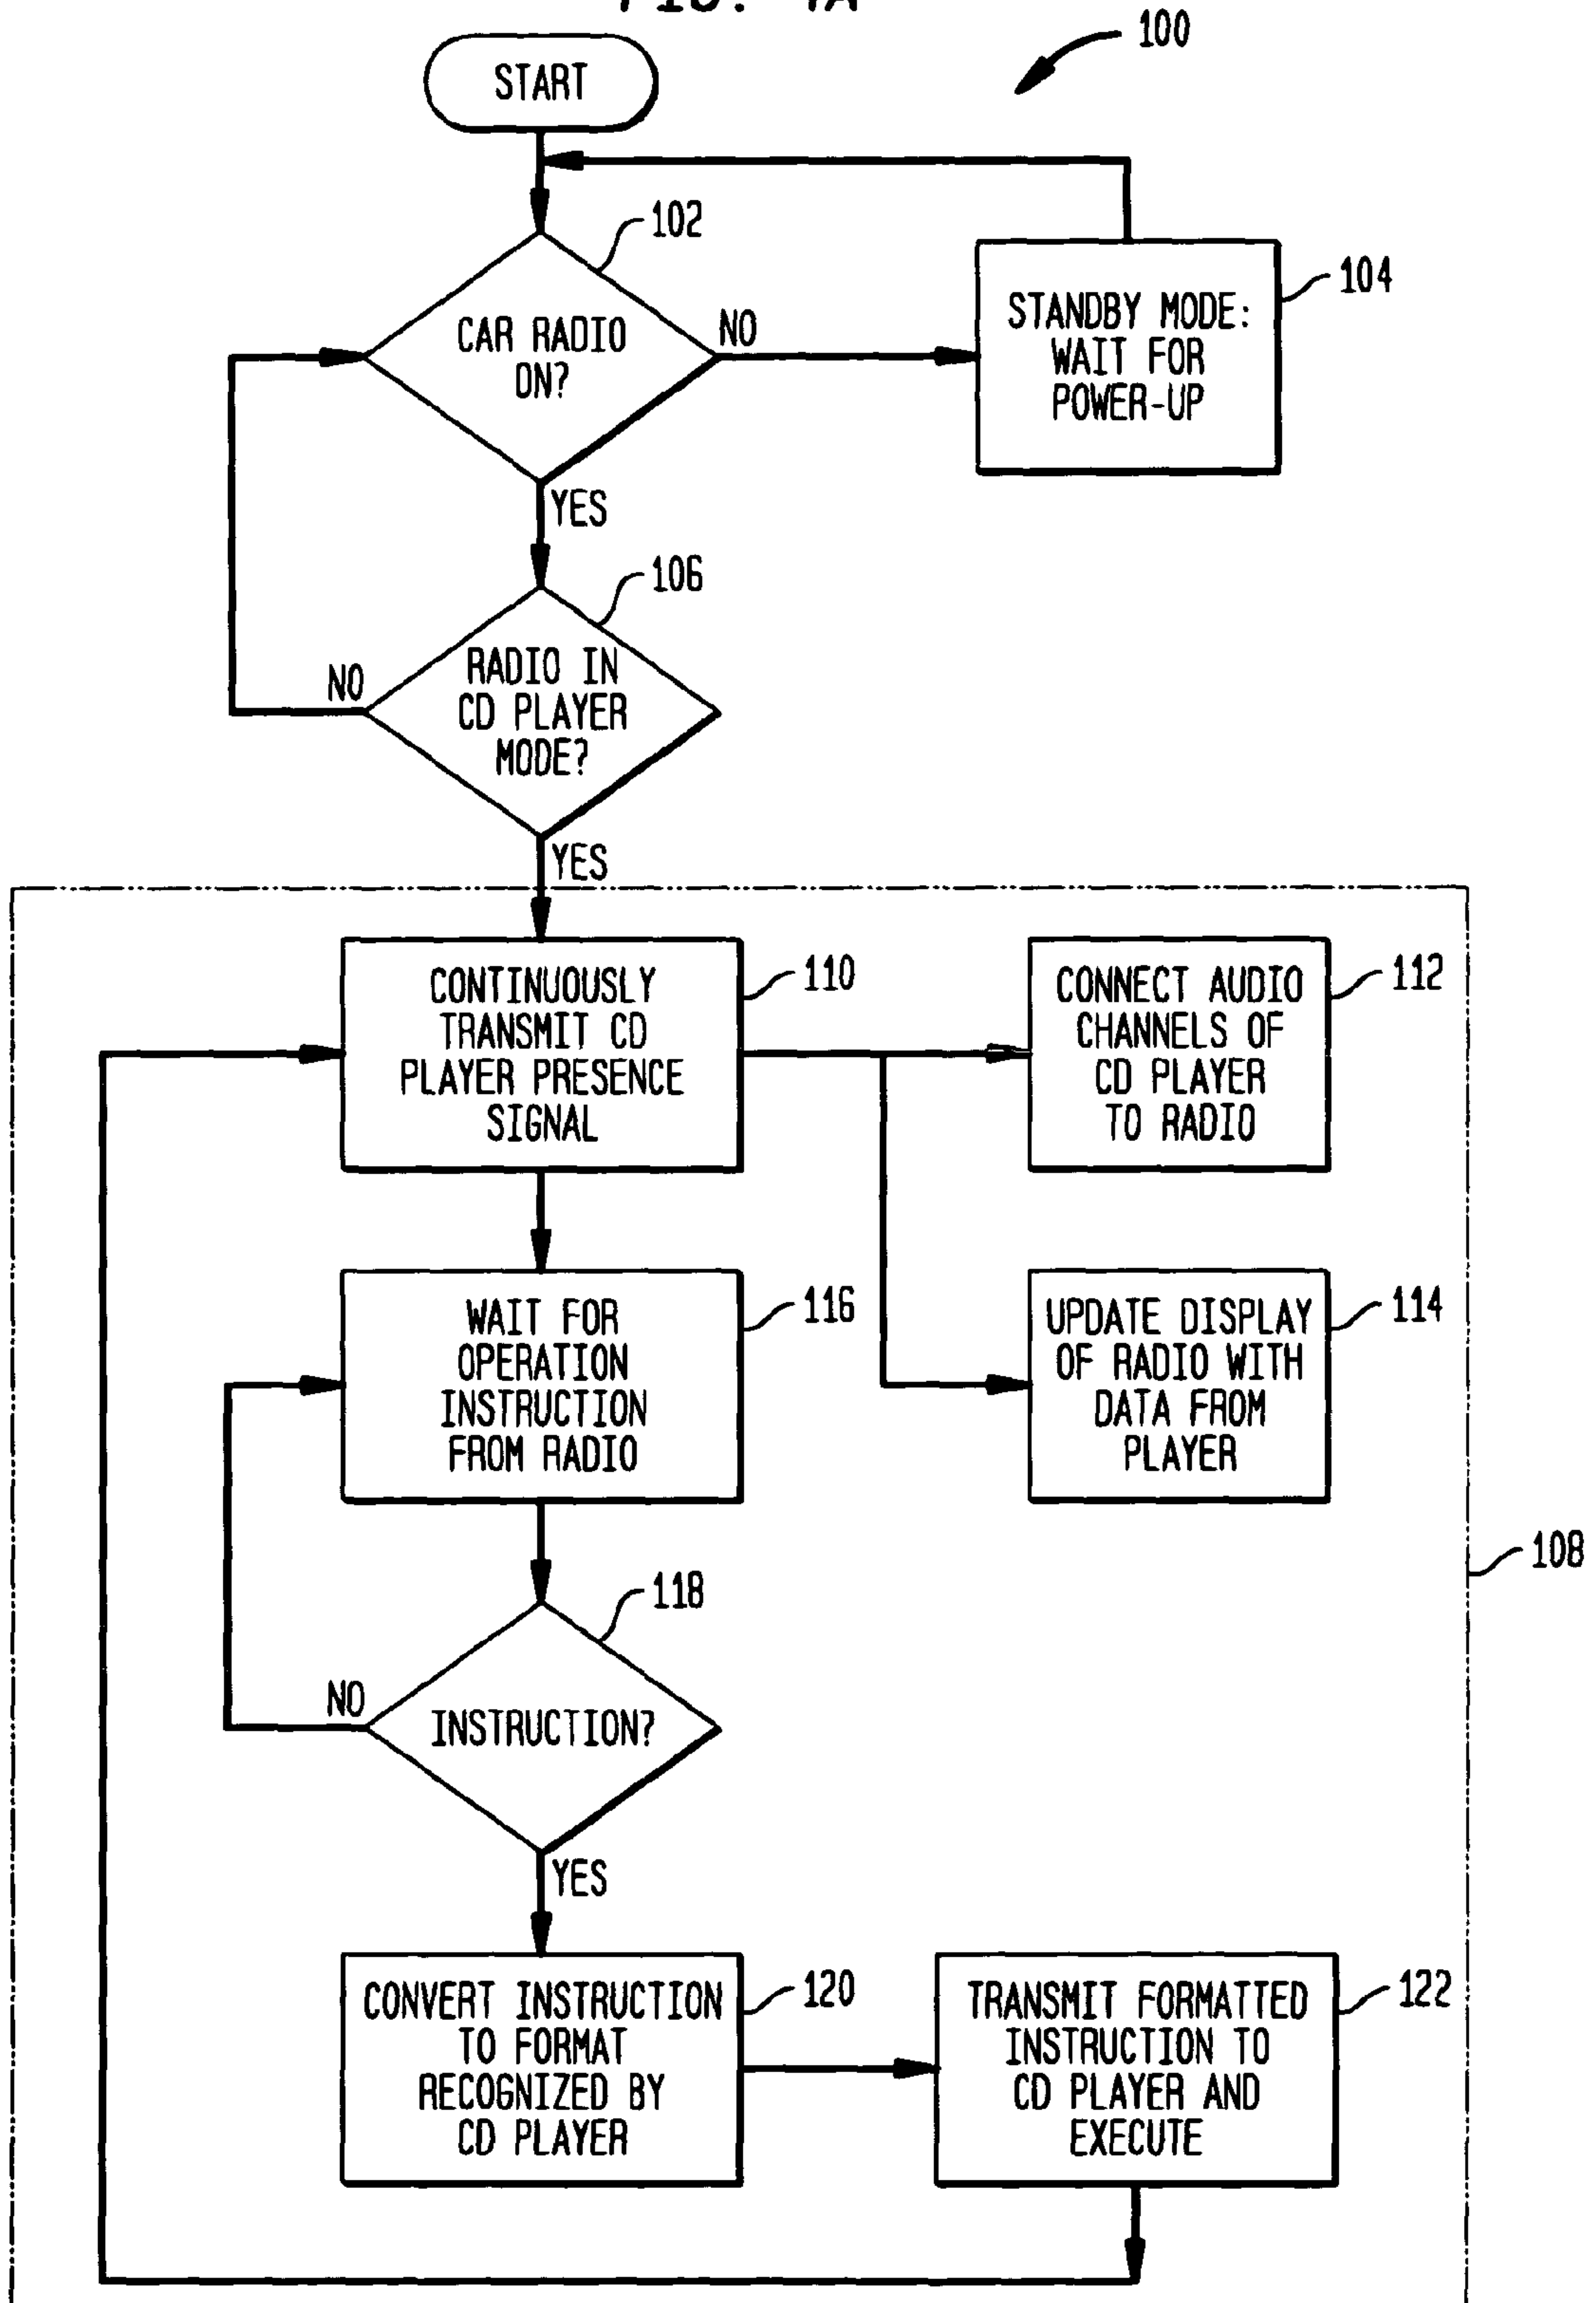 FIG. 4A
100
START
102
CAR RADIO
ON?
NO
104
STANDBY MODE:
WAIT FOR
POWER-UP
YES
106
RADIO IN
CD PLAYER
MODE?
NO
YES
110
CONTINUOUSLY
TRANSMIT CD
PLAYER PRESENCE
SIGNAL
112
CONNECT AUDIO
CHANNELS OF
CD PLAYER
TO RADIO
116
WAIT FOR
OPERATION
INSTRUCTION
FROM RADIO
114
UPDATE DISPLAY
OF RADIO WITH
DATA FROM
PLAYER
108
118
INSTRUCTION?
NO
YES
120
CONVERT INSTRUCTION
TO FORMAT
RECOGNIZED BY
CD PLAYER
122
TRANSMIT FORMATTED
INSTRUCTION TO
CD PLAYER AND
EXECUTE